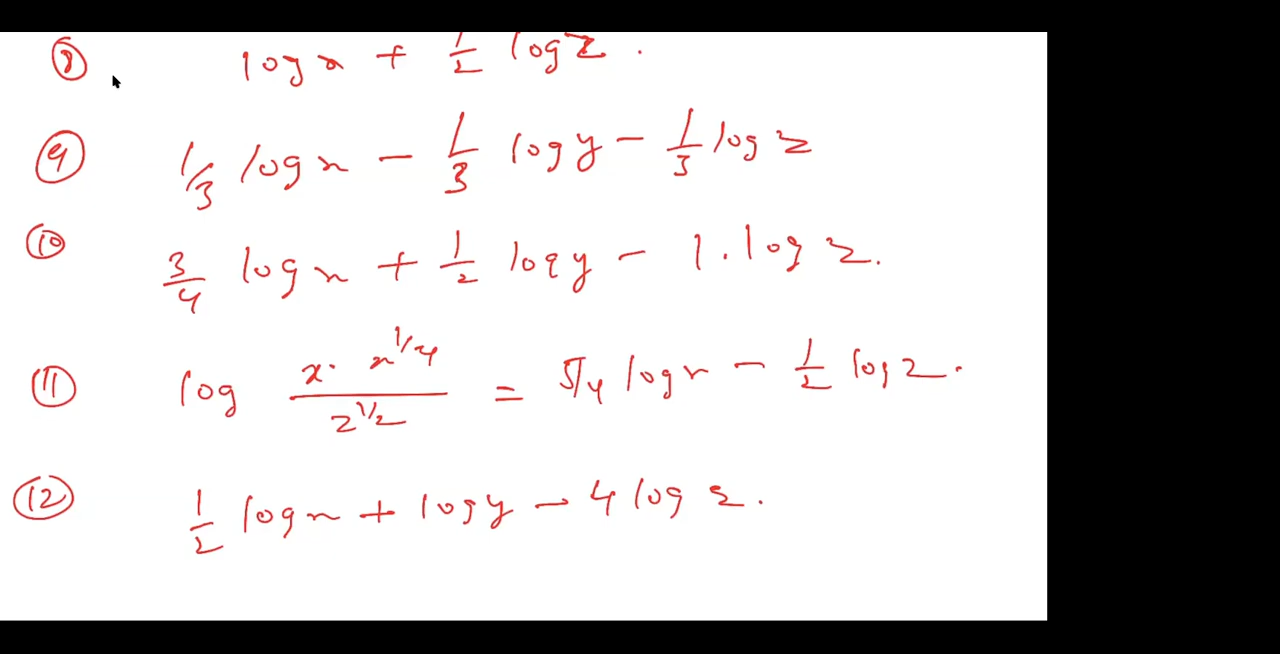 ⑧ log x + 1/2 log z .
⑨ 1/3 log x − 1/3 log y − 1/3 log z
⑩ 3/4 log x + 1/2 log y − 1 . log z .
⑪ log (x . x^1/4) / (z^1/2) = 5/4 log x − 1/2 log z .
⑫ 1/2 log x + log y − 4 log z .